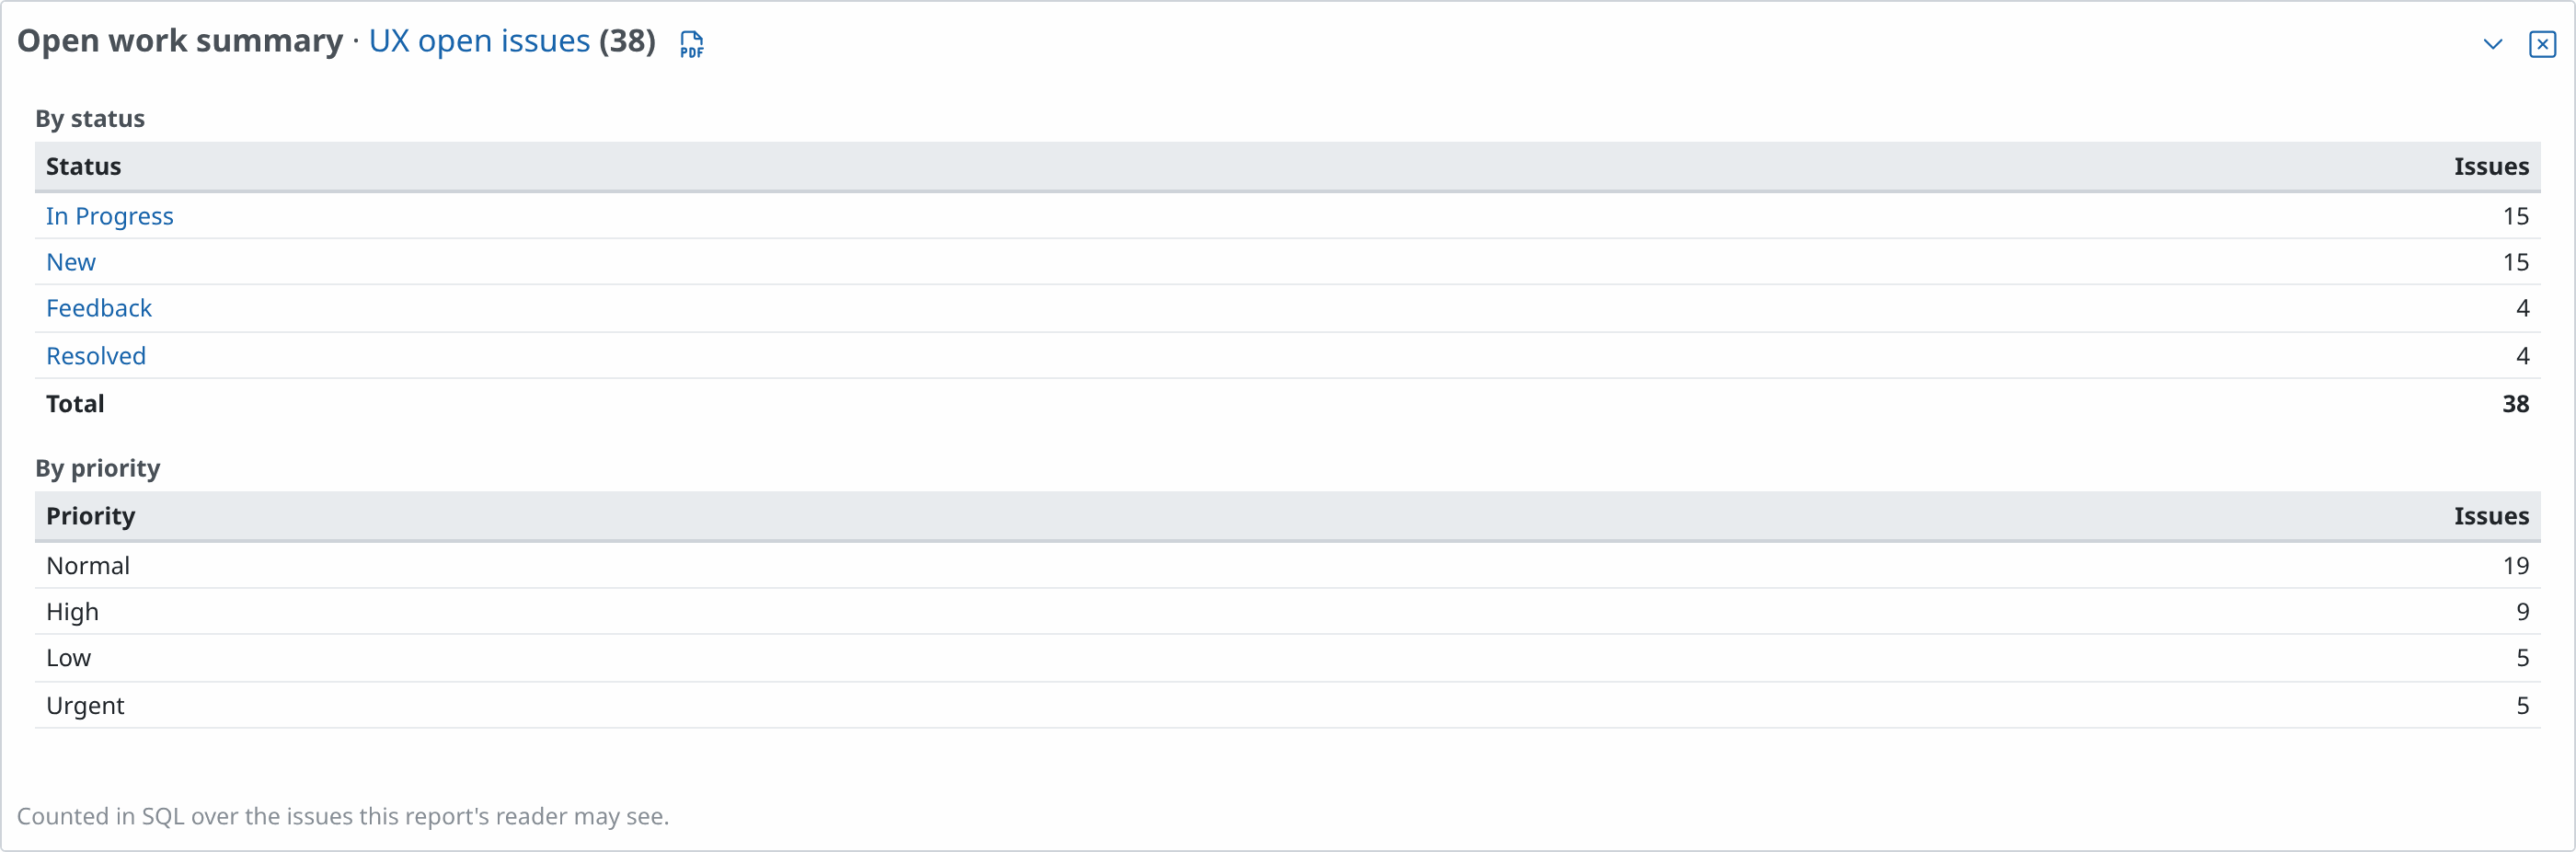 Open work summary · UX open issues (38) PDF
By status
Status Issues
In Progress 15
New 15
Feedback 4
Resolved 4
Total 38
By priority
Priority Issues
Normal 19
High 9
Low 5
Urgent 5
Counted in SQL over the issues this report's reader may see.